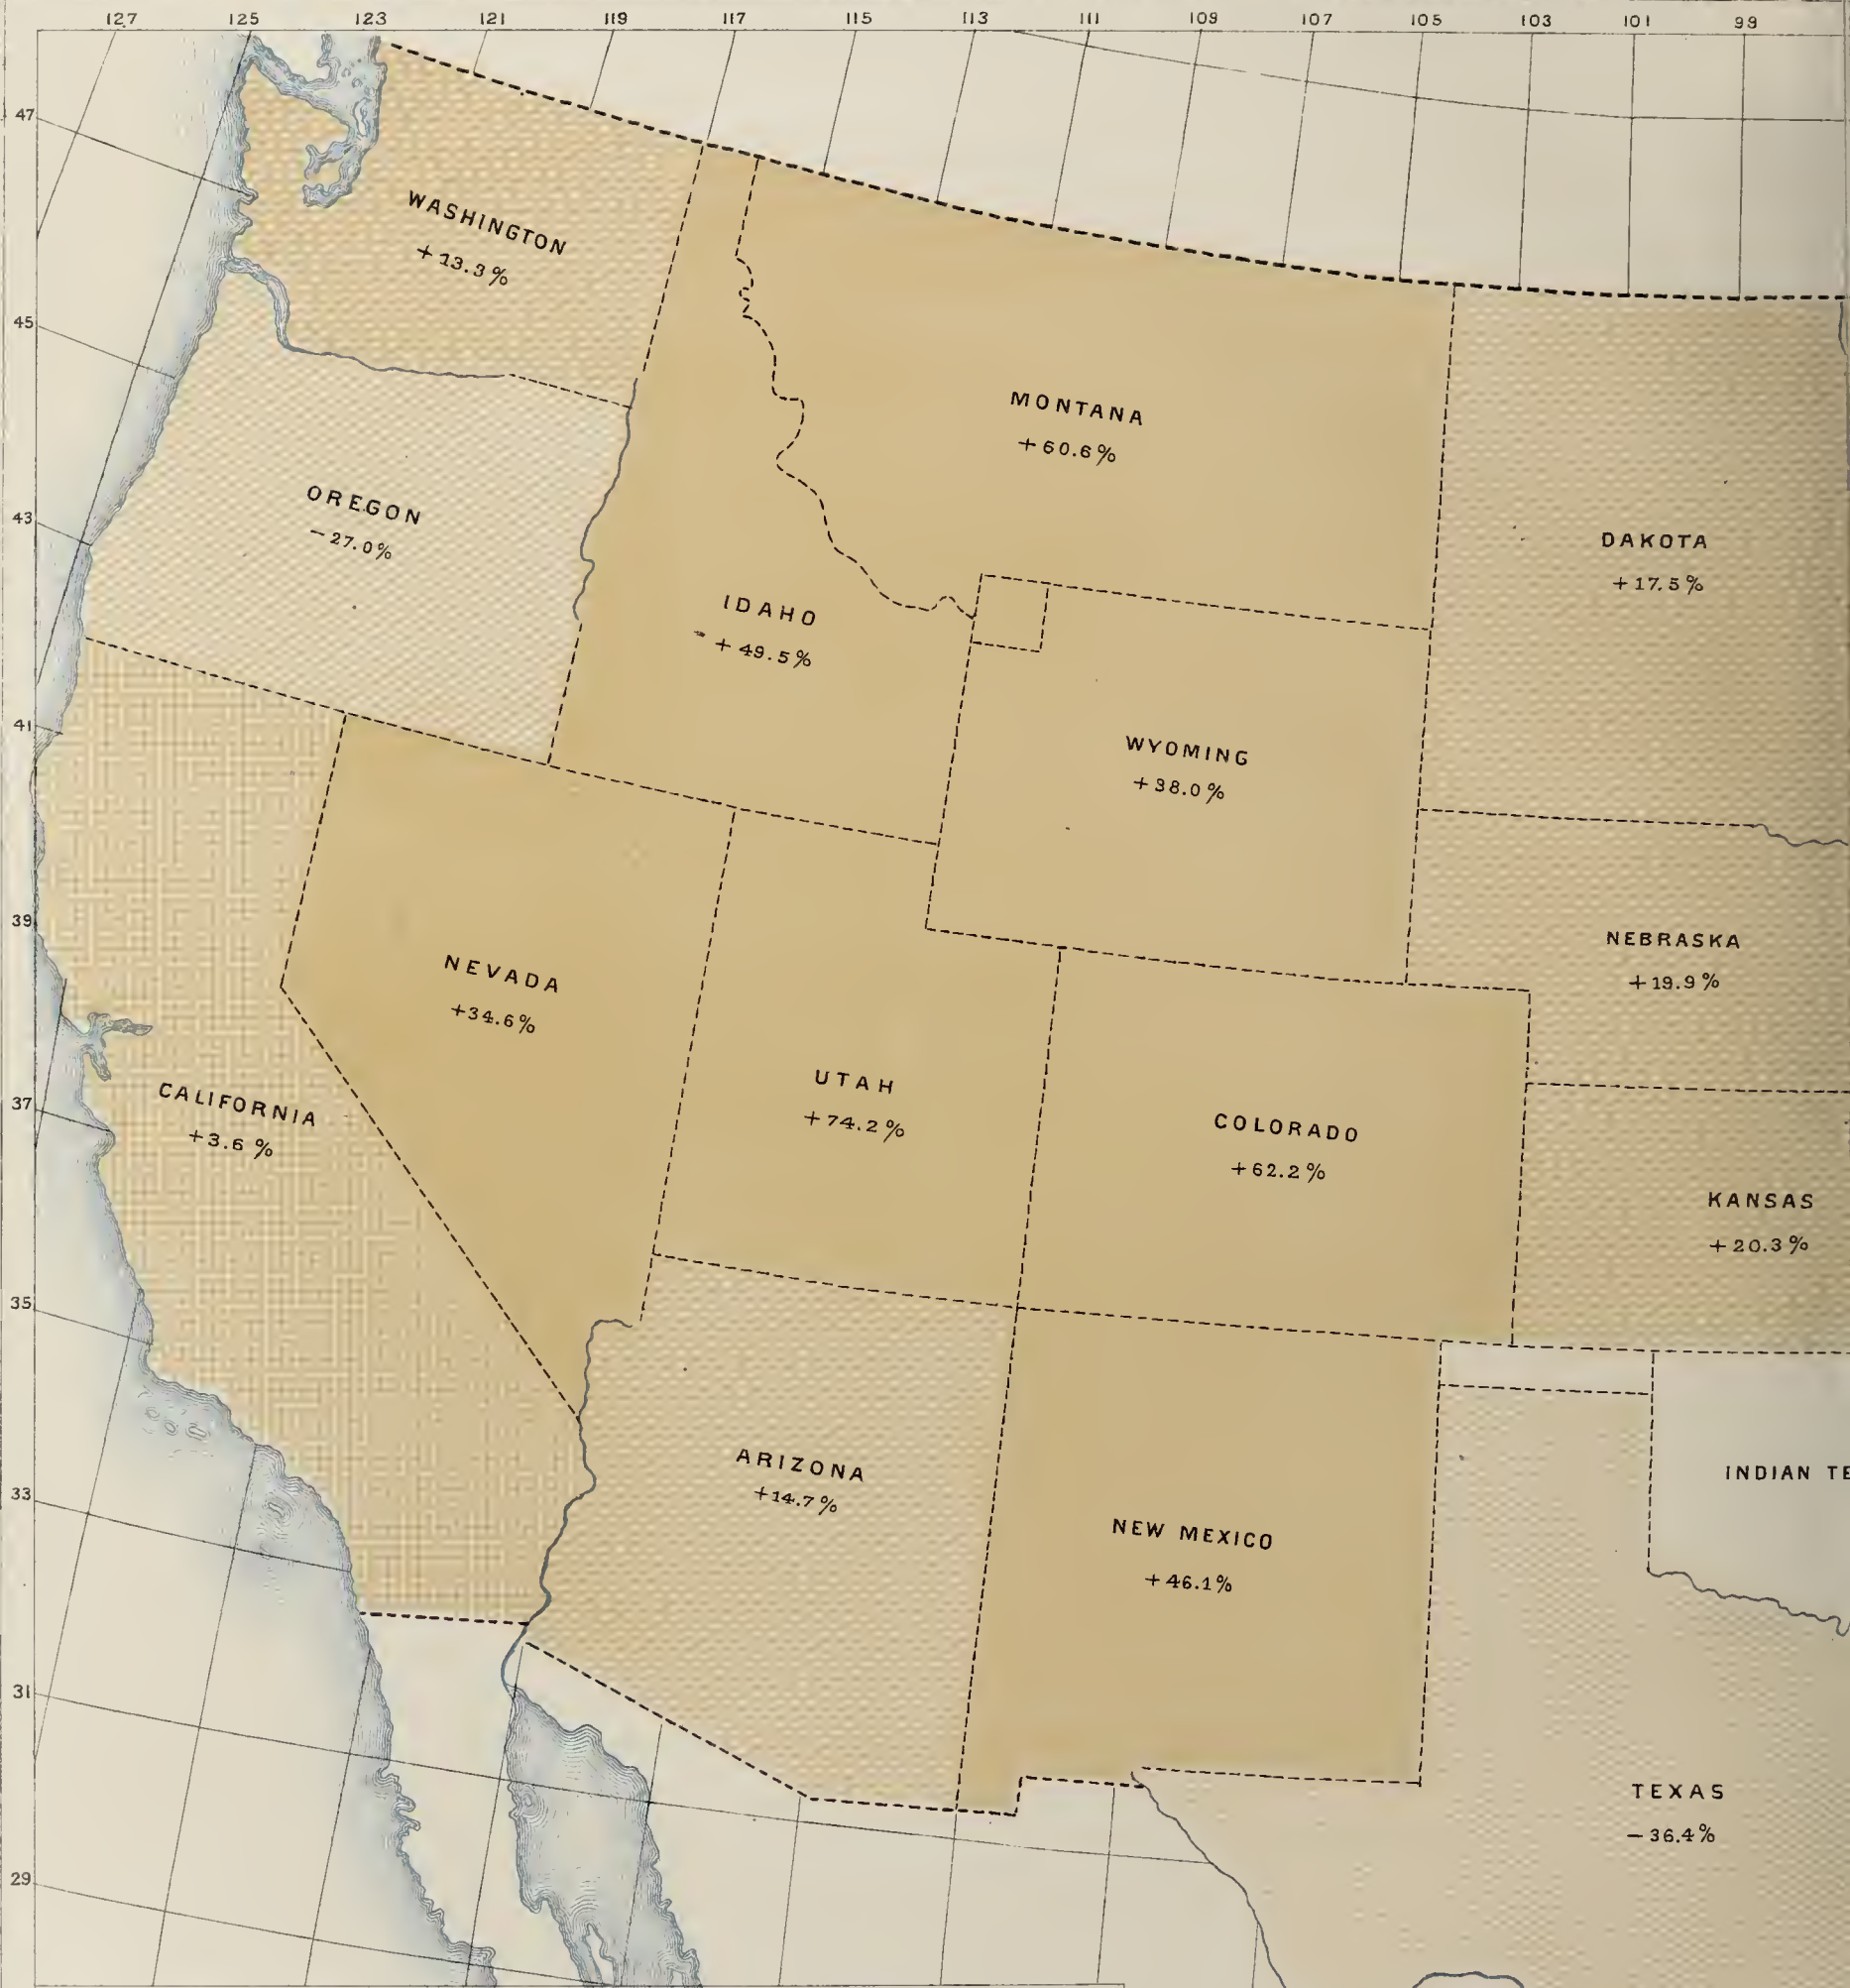 127 125 123 121 119 117 115 113 111 109 107 105 103 101 99
47
WASHINGTON
+13.3%
45
MONTANA
+60.6%
OREGON
-27.0%
43
DAKOTA
+17.5%
IDAHO
+49.5%
41
WYOMING
+38.0%
39
NEBRASKA
+19.9%
NEVADA
+34.6%
UTAH
+74.2%
37
CALIFORNIA
+3.6%
COLORADO
+62.2%
KANSAS
+20.3%
35
ARIZONA
+14.7%
INDIAN TE
33
NEW MEXICO
+46.1%
31
TEXAS
-36.4%
29